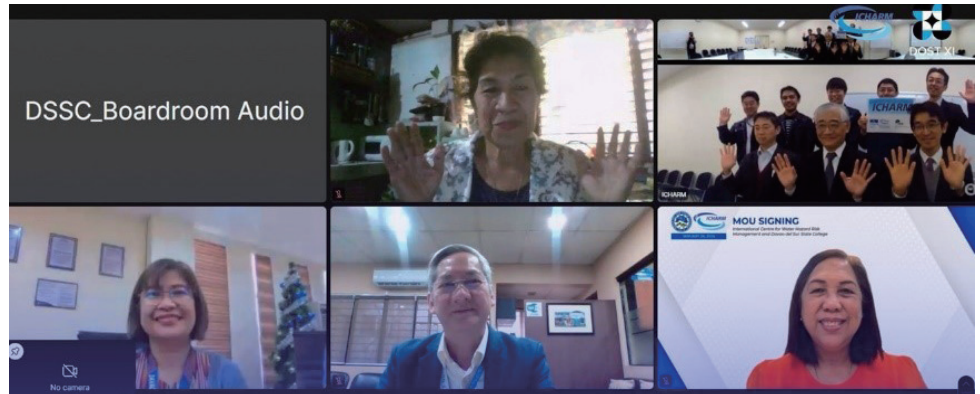 DSSC_Boardroom Audio
ICHARM
DOST XI
ICHARM
ICHARM
No camera
ICHARM
MOU SIGNING
International Centre for Water Hazard Risk
Management and Davao del Sur State College